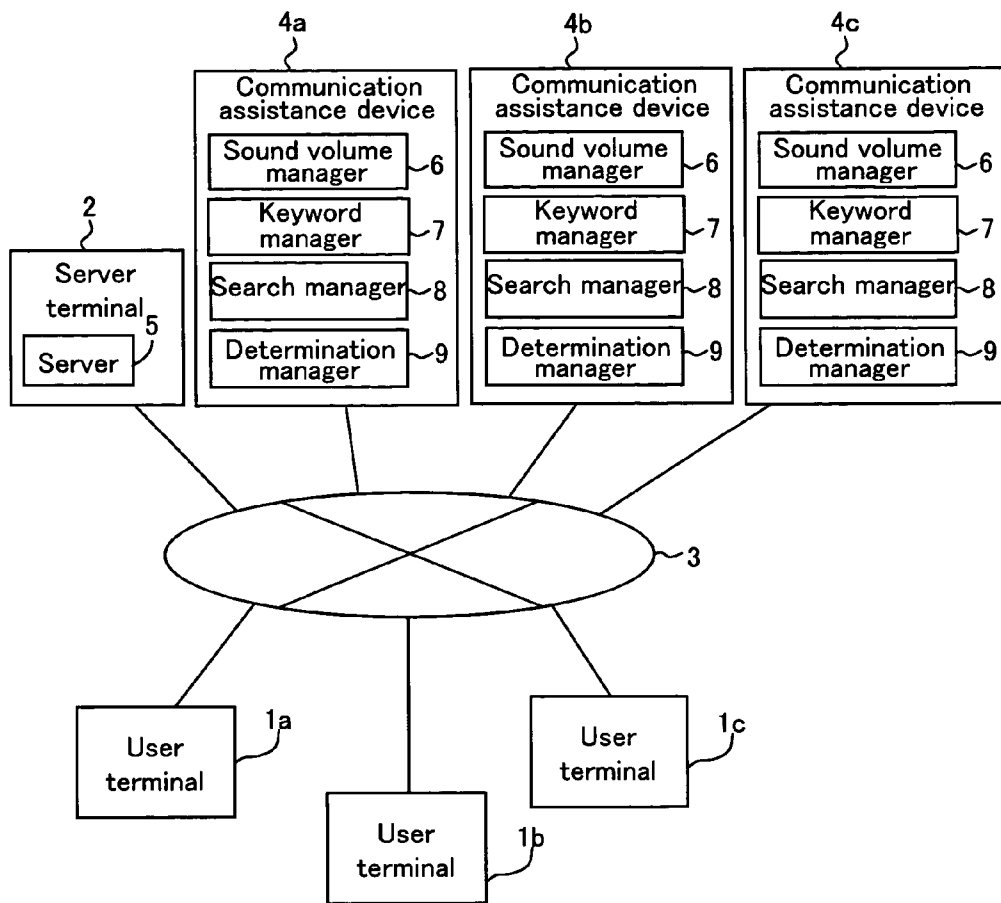 4a
4b
4c
Communication
assistance device
Sound volume
manager
6
Keyword
manager
7
Search manager
8
Determination
manager
9
Communication
assistance device
Sound volume
manager
6
Keyword
manager
7
Search manager
8
Determination
manager
9
Communication
assistance device
Sound volume
manager
6
Keyword
manager
7
Search manager
8
Determination
manager
9
2
Server
terminal
5
Server
3
User
terminal
1a
User
terminal
1b
User
terminal
1c